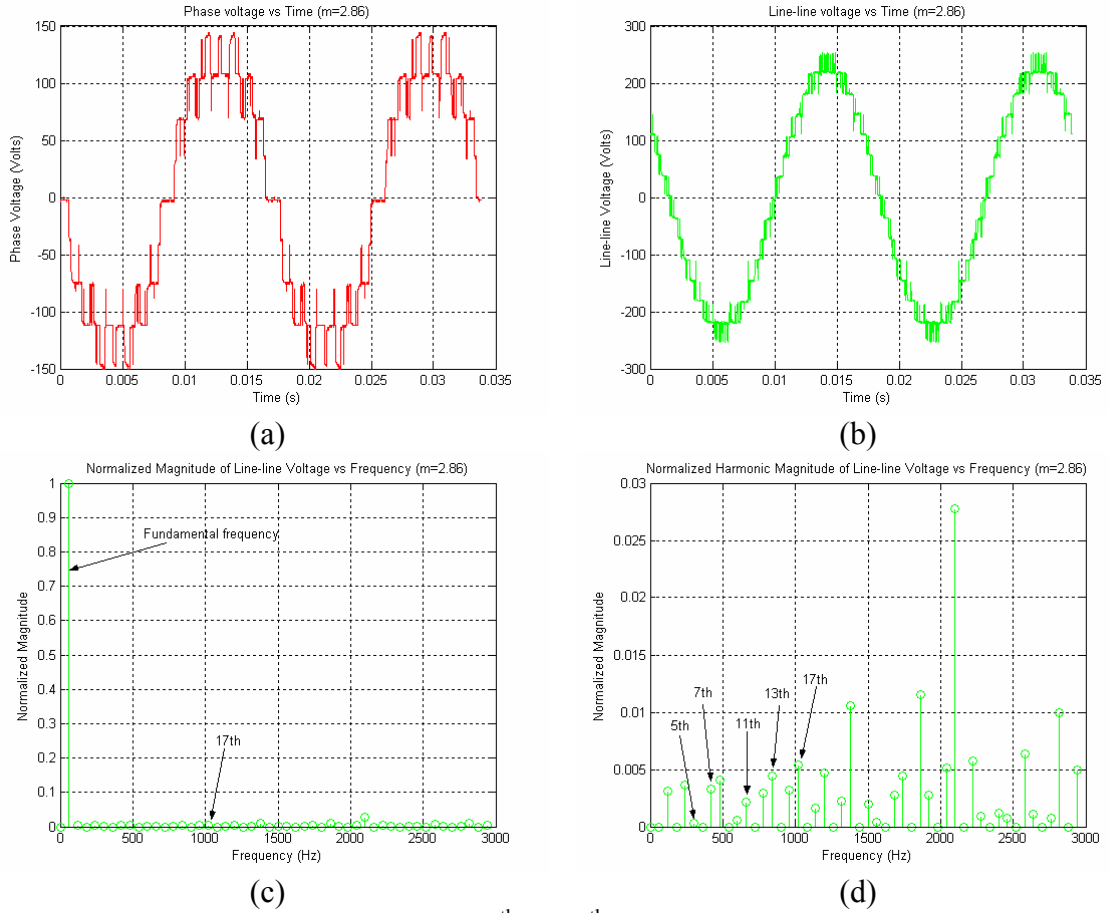 Phase voltage vs Time (m=2.86)
150
100
50
0
-50
-100
-150
Phase Voltage (Volts)
0 0.005 0.01 0.015 0.02 0.025 0.03 0.035
Time (s)
(a)
Line-line voltage vs Time (m=2.86)
300
200
100
0
-100
-200
-300
Line-line Voltage (Volts)
0 0.005 0.01 0.015 0.02 0.025 0.03 0.035
Time (s)
(b)
Normalized Magnitude of Line-line Voltage vs Frequency (m=2.86)
1
0.9
0.8
0.7
0.6
0.5
0.4
0.3
0.2
0.1
0
Normalized Magnitude
Fundamental frequency
17th
0 500 1000 1500 2000 2500 3000
Frequency (Hz)
(c)
Normalized Harmonic Magnitude of Line-line Voltage vs Frequency (m=2.86)
0.03
0.025
0.02
0.015
0.01
0.005
0
Normalized Magnitude
5th
7th
11th
13th
17th
0 500 1000 1500 2000 2500 3000
Frequency (Hz)
(d)
th th